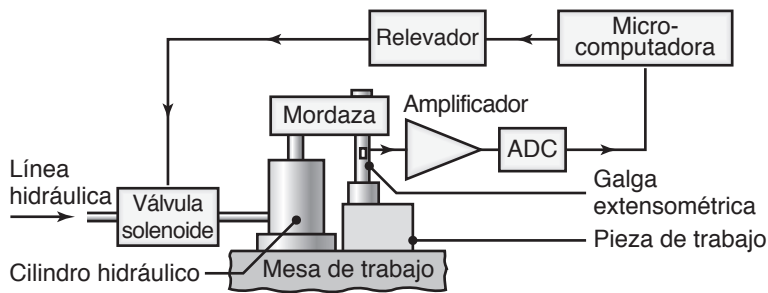 Relevador
Micro-
computadora
Mordaza
Amplificador
ADC
Línea
hidráulica
Válvula
solenoide
Galga
extensométrica
Pieza de trabajo
Cilindro hidráulico
Mesa de trabajo